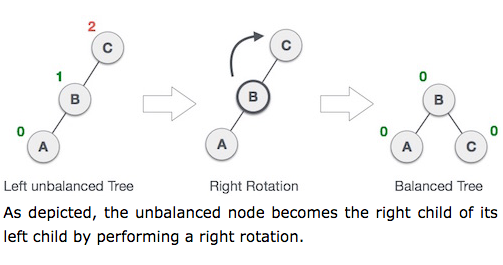 2
C
1
B
0
A
Left unbalanced Tree
C
B
A
Right Rotation
0
B
0
A
0
C
Balanced Tree
As depicted, the unbalanced node becomes the right child of its
left child by performing a right rotation.